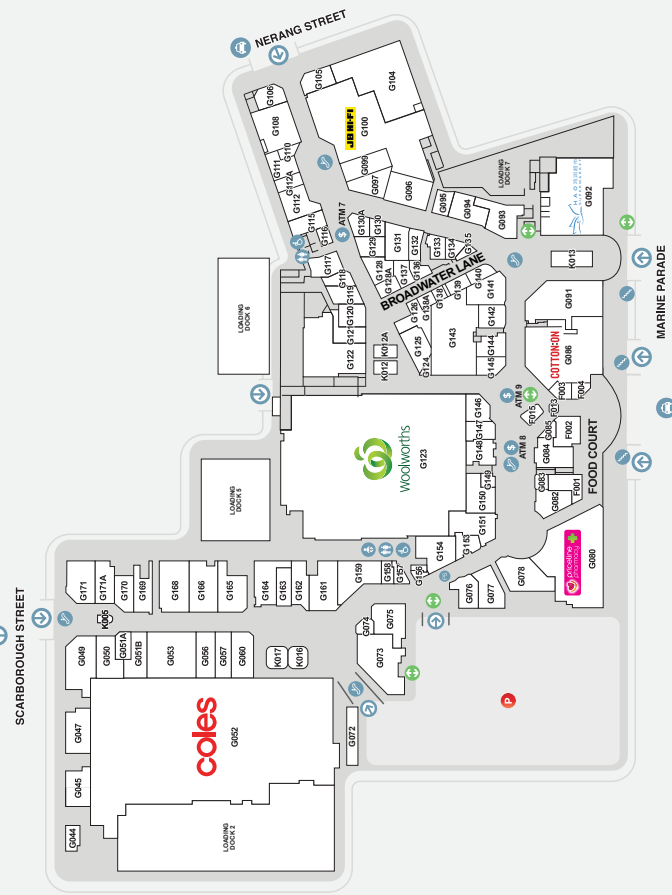 NERANG STREET
G106
G105
G104
G108
JB HI-FI
G100
G110
G111
G112A
G112
G099
G097
G096
LOADING
DOCK 7
HAO
G092
G095
G094
G093
G115
G116
ATM 7
G130A
G130
G129
G131
G132
G133
G134
G135
K013
MARINE PARADE
G117
G118
G119
G120
G121
G122
G128
G128A
G137
G136
BROADWATER LANE
G126
G138A
G138
G139
G140
G141
G142
G143
G144
G145
G125
G124
K012A
K012
LOADING
DOCK 6
G091
COTTON:ON
G086
F003
F004
F013
F015
ATM 9
ATM 8
G085
G084
F002
G083
G082
F001
FOOD COURT
Woolworths
G123
G146
G147
G148
G149
G150
G151
G153
G154
G156
G157
G158
G159
LOADING
DOCK 5
priceline
pharmacy
G080
G078
G077
G076
G075
G074
G073
G072
G171
G171A
G170
G169
G168
G166
G165
G164
G163
G162
G161
K005
SCARBOROUGH STREET
G049
G050
G051A
G051B
G053
G056
G057
G060
K017
K016
G047
G045
G044
coles
G052
LOADING
DOCK 2
P